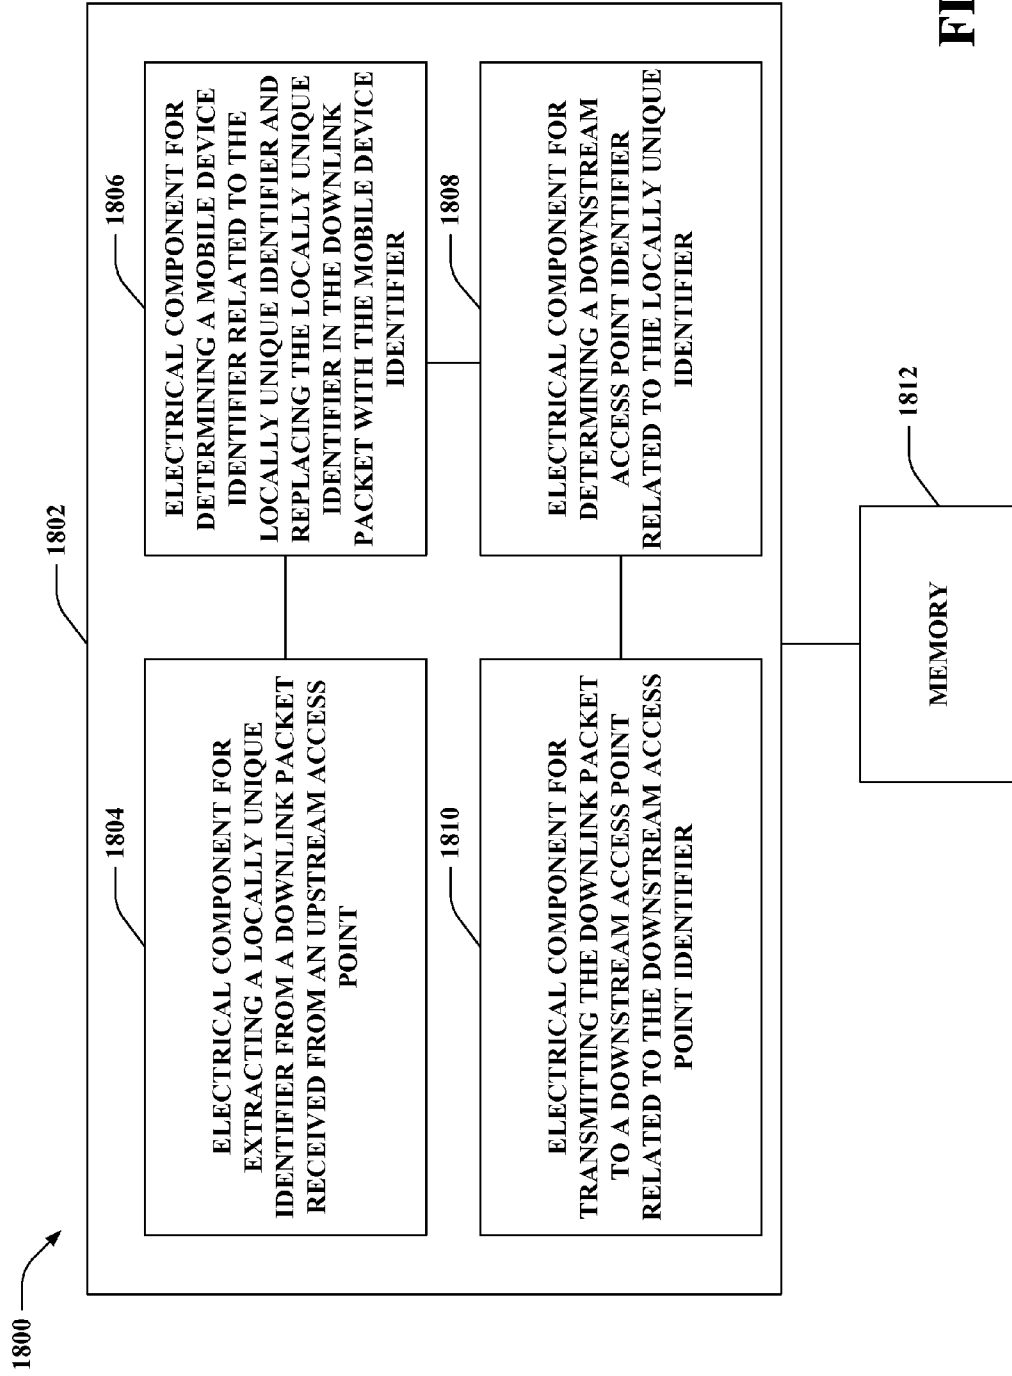 1800
1802
1804
ELECTRICAL COMPONENT FOR
EXTRACTING A LOCALLY UNIQUE
IDENTIFIER FROM A DOWNLINK PACKET
RECEIVED FROM AN UPSTREAM ACCESS
POINT
1806
ELECTRICAL COMPONENT FOR
DETERMINING A MOBILE DEVICE
IDENTIFIER RELATED TO THE
LOCALLY UNIQUE IDENTIFIER AND
REPLACING THE LOCALLY UNIQUE
IDENTIFIER IN THE DOWNLINK
PACKET WITH THE MOBILE DEVICE
IDENTIFIER
1810
ELECTRICAL COMPONENT FOR
TRANSMITTING THE DOWNLINK PACKET
TO A DOWNSTREAM ACCESS POINT
RELATED TO THE DOWNSTREAM ACCESS
POINT IDENTIFIER
1808
ELECTRICAL COMPONENT FOR
DETERMINING A DOWNSTREAM
ACCESS POINT IDENTIFIER
RELATED TO THE LOCALLY UNIQUE
IDENTIFIER
1812
MEMORY
FI